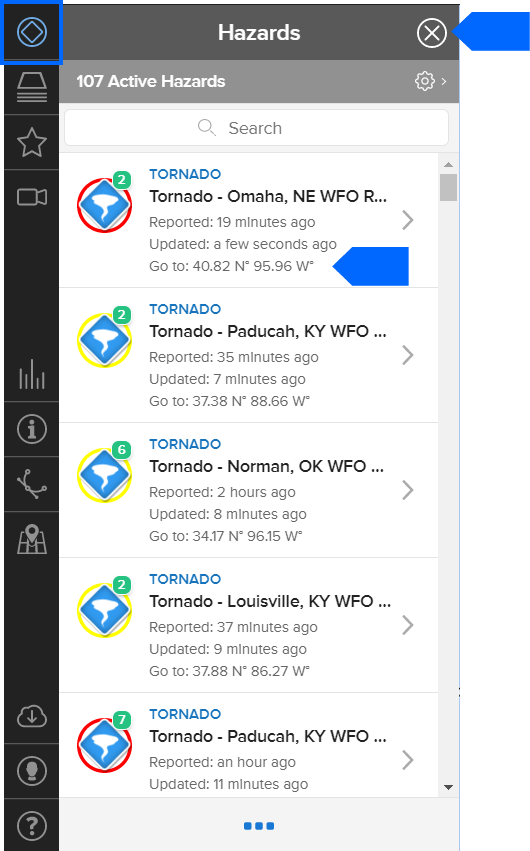 Hazards
107 Active Hazards
Search
2
TORNADO
Tornado - Omaha, NE WFO R...
Reported: 19 minutes ago
Updated: a few seconds ago
Go to: 40.82 N° 95.96 W°
2
TORNADO
Tornado - Paducah, KY WFO ...
Reported: 35 minutes ago
Updated: 7 minutes ago
Go to: 37.38 N° 88.66 W°
6
TORNADO
Tornado - Norman, OK WFO ...
Reported: 2 hours ago
Updated: 8 minutes ago
Go to: 34.17 N° 96.15 W°
2
TORNADO
Tornado - Louisville, KY WFO ...
Reported: 37 minutes ago
Updated: 9 minutes ago
Go to: 37.88 N° 86.27 W°
7
TORNADO
Tornado - Paducah, KY WFO ...
Reported: an hour ago
Updated: 11 minutes ago